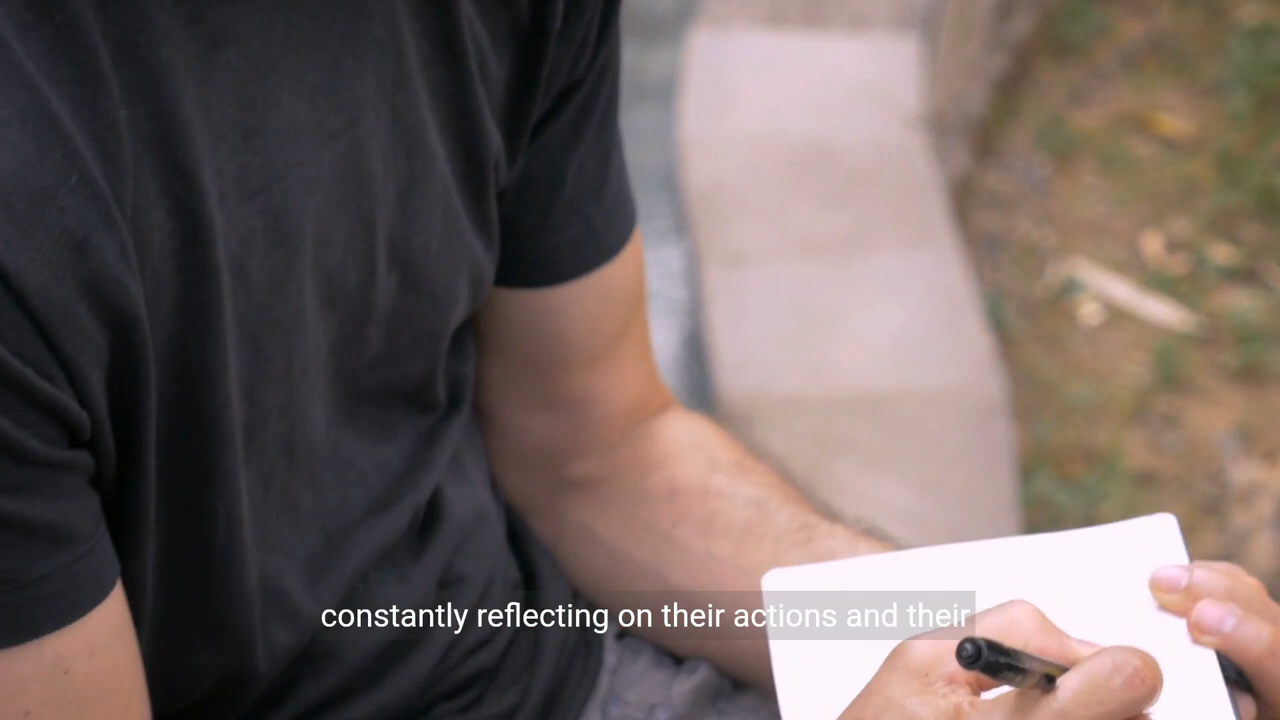 constantly reflecting on their actions and their